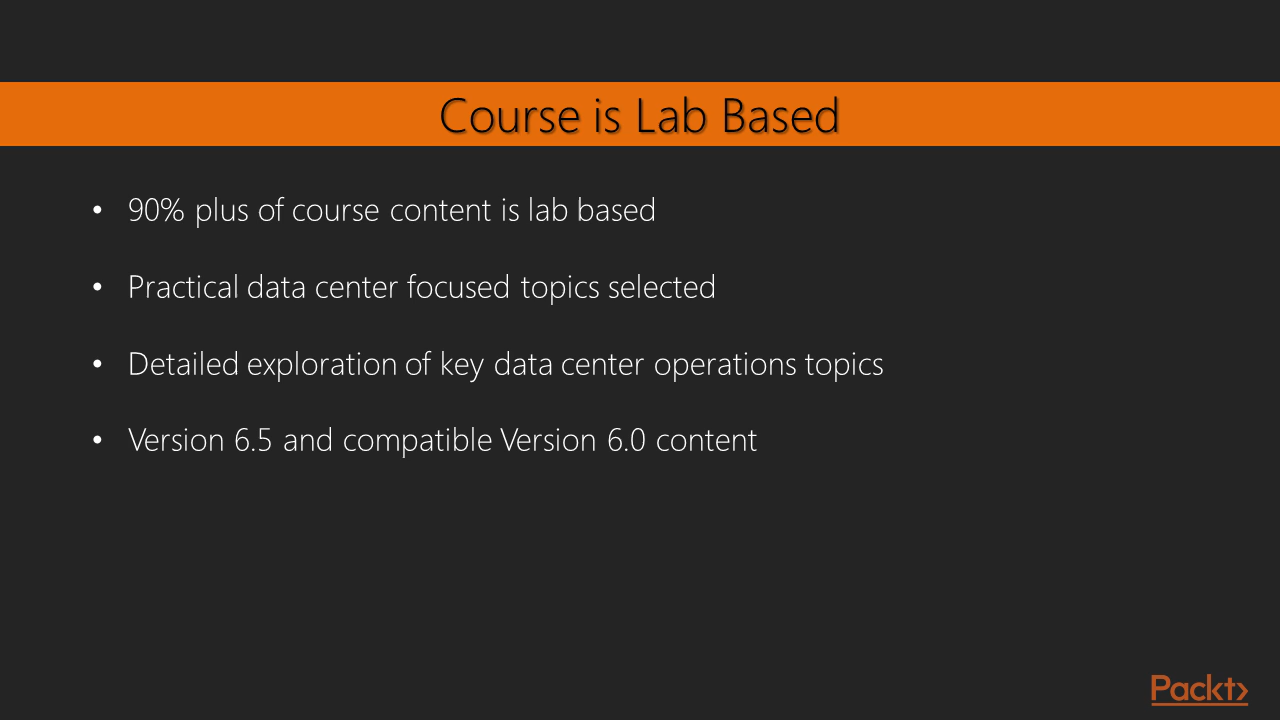 Course is Lab Based
• 90% plus of course content is lab based
• Practical data center focused topics selected
• Detailed exploration of key data center operations topics
• Version 6.5 and compatible Version 6.0 content
Packt>